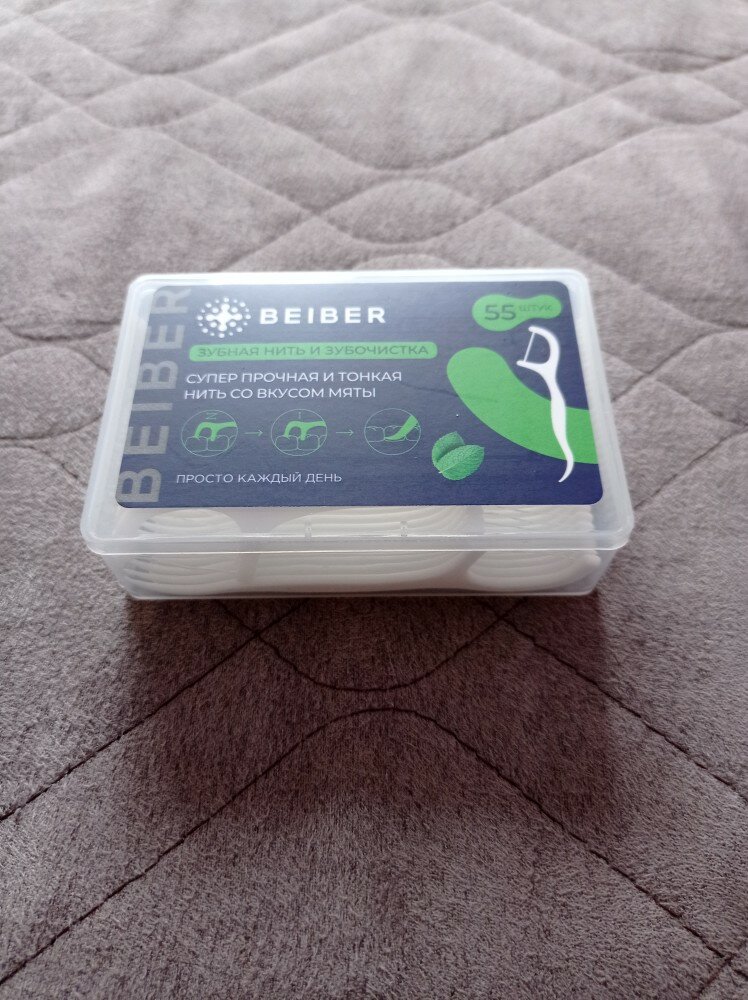 BEIBER
BEIBER
55 ШТУК
ЗУБНАЯ НИТЬ И ЗУБОЧИСТКА
СУПЕР ПРОЧНАЯ И ТОНКАЯ
НИТЬ СО ВКУСОМ МЯТЫ
ПРОСТО КАЖДЫЙ ДЕНЬ